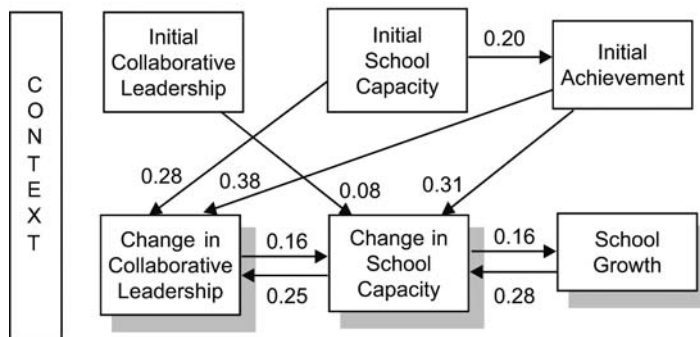 CONTEXT
Initial
Collaborative
Leadership
Initial
School
Capacity
0.20
Initial
Achievement
0.28
0.38
0.08
0.31
Change in
Collaborative
Leadership
0.16
0.25
Change in
School
Capacity
0.16
0.28
School
Growth